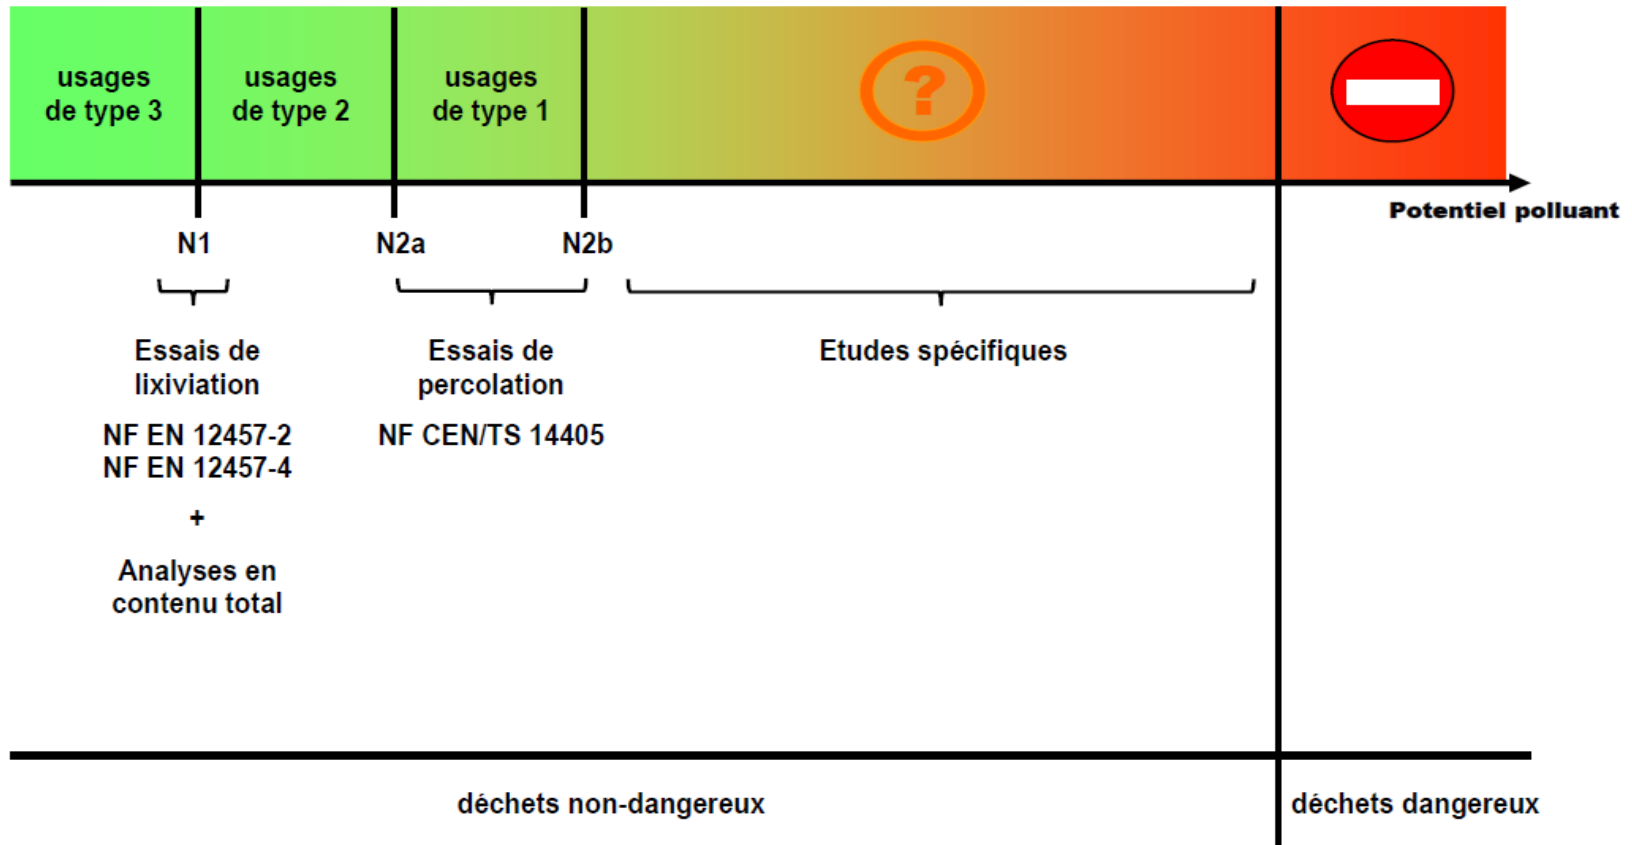 usages
de type 3
usages
de type 2
usages
de type 1
?
Potentiel polluant
N1
N2a
N2b
Essais de
lixiviation
NF EN 12457-2
NF EN 12457-4
+
Analyses en
contenu total
Essais de
percolation
NF CEN/TS 14405
Etudes spécifiques
déchets non-dangereux
déchets dangereux